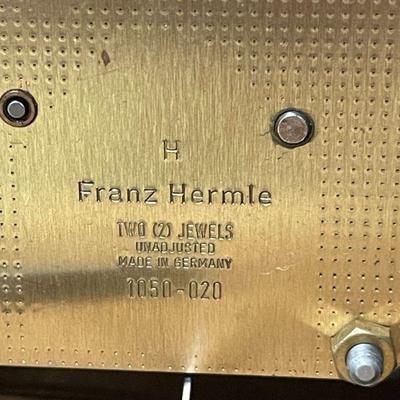 H
Franz Hermle
TWO (2) JEWELS
UNADJUSTED
MADE IN GERMANY
1050-020